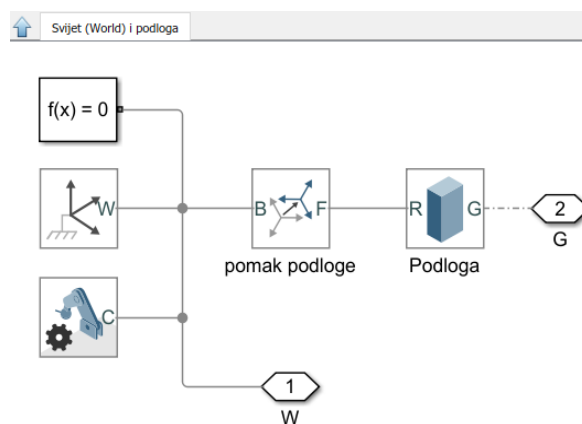 Svijet (World) i podloga
f(x) = 0
W
B
F
R
G
2
G
pomak podloge
Podloga
C
1
W